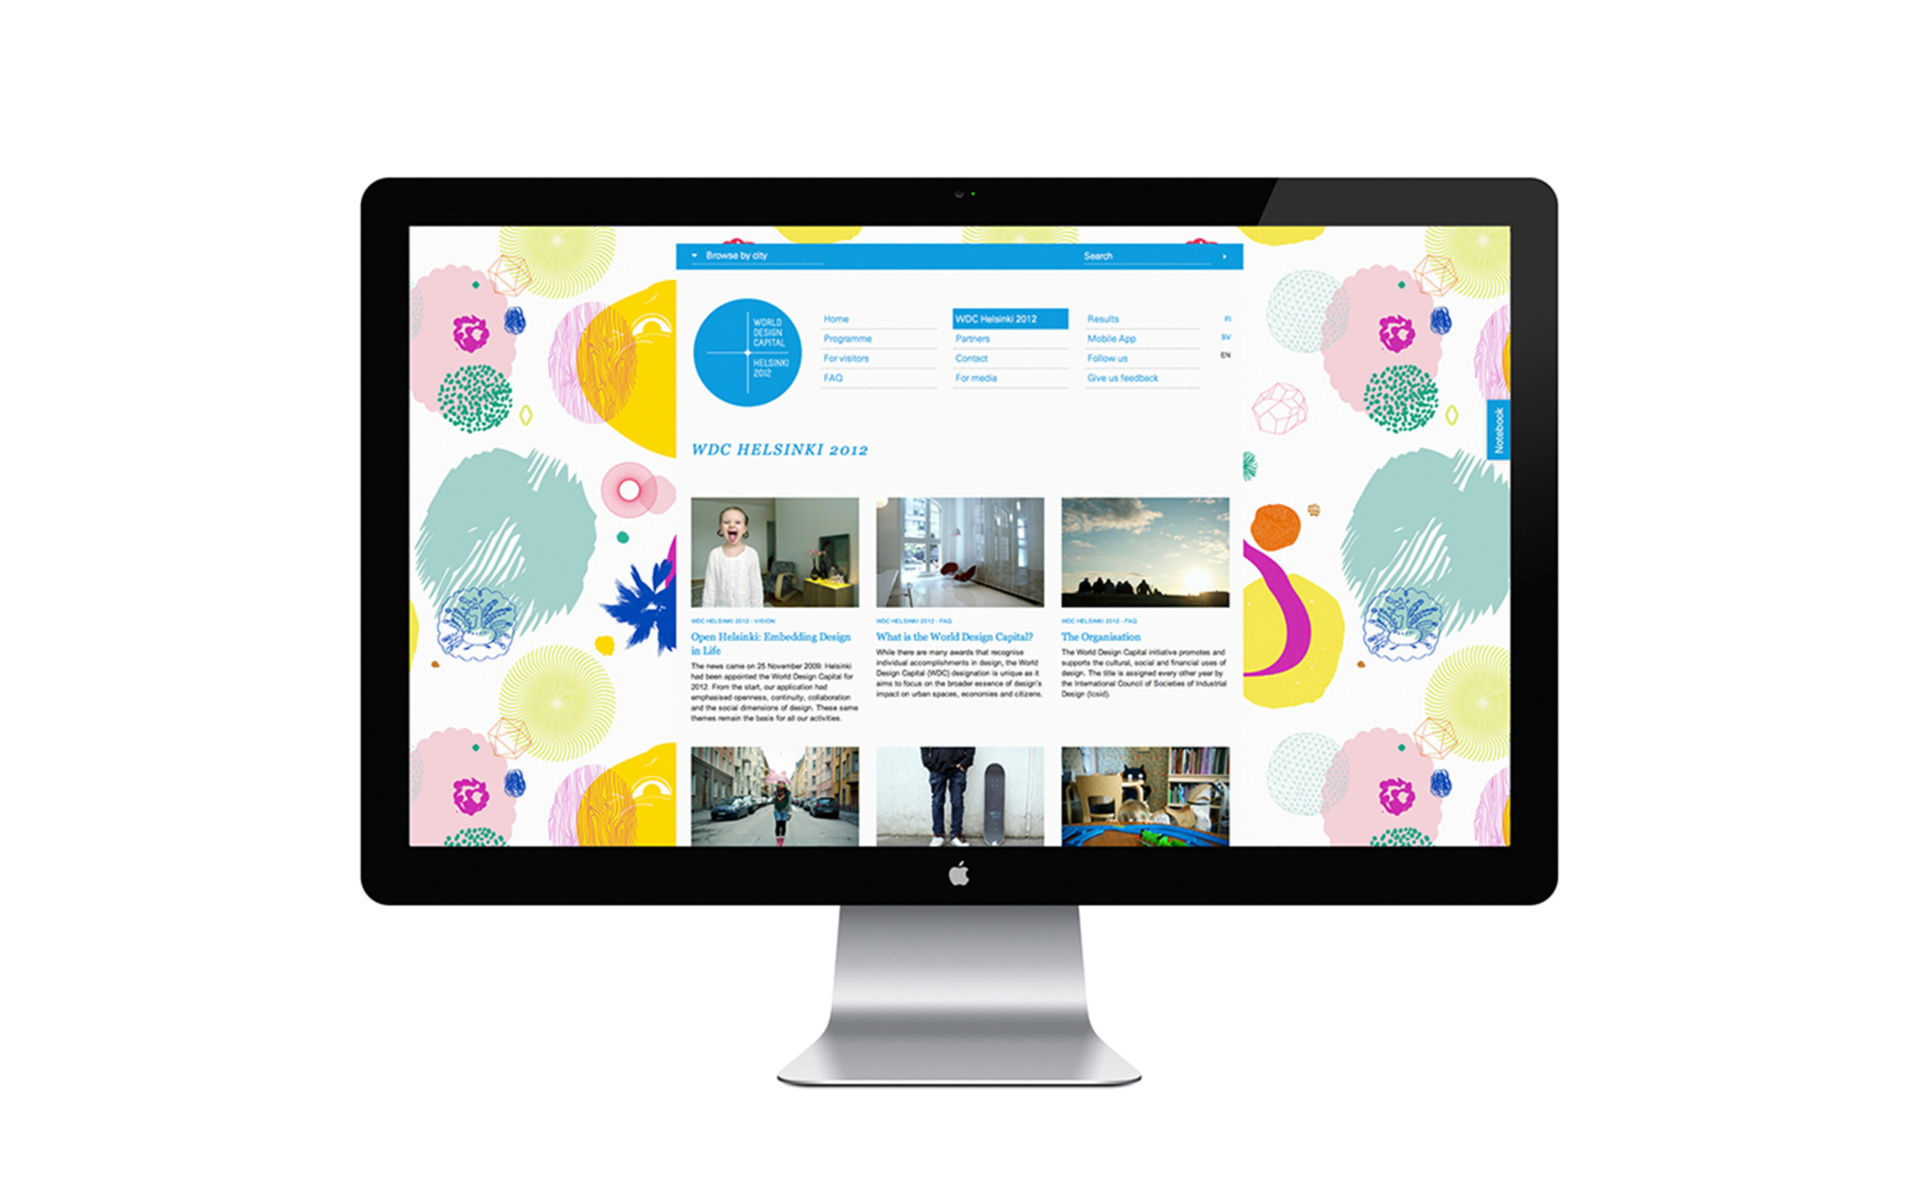 Browse by city
Search
WORLD
DESIGN
CAPITAL
HELSINKI
2012
Home
Programme
For visitors
FAQ
WDC Helsinki 2012
Partners
Contact
For media
Results
Mobile App
Follow us
Give us feedback
FI
SV
EN
Notebook
WDC HELSINKI 2012
WDC HELSINKI 2012 - VISION
Open Helsinki: Embedding Design
in Life
The news came on 25 November 2009: Helsinki
had been appointed the World Design Capital for
2012. From the start, our application had
emphasised openness, continuity, collaboration
and the social dimensions of design. These same
themes remain the basis for all our activities.
WDC HELSINKI 2012 - FAQ
What is the World Design Capital?
While there are many awards that recognise
individual accomplishments in design, the World
Design Capital (WDC) designation is unique as it
aims to focus on the broader essence of design's
impact on urban spaces, economies and citizens.
WDC HELSINKI 2012 - FAQ
The Organisation
The World Design Capital initiative promotes and
supports the cultural, social and financial uses of
design. The title is assigned every other year by
the International Council of Societies of Industrial
Design (Icsid).